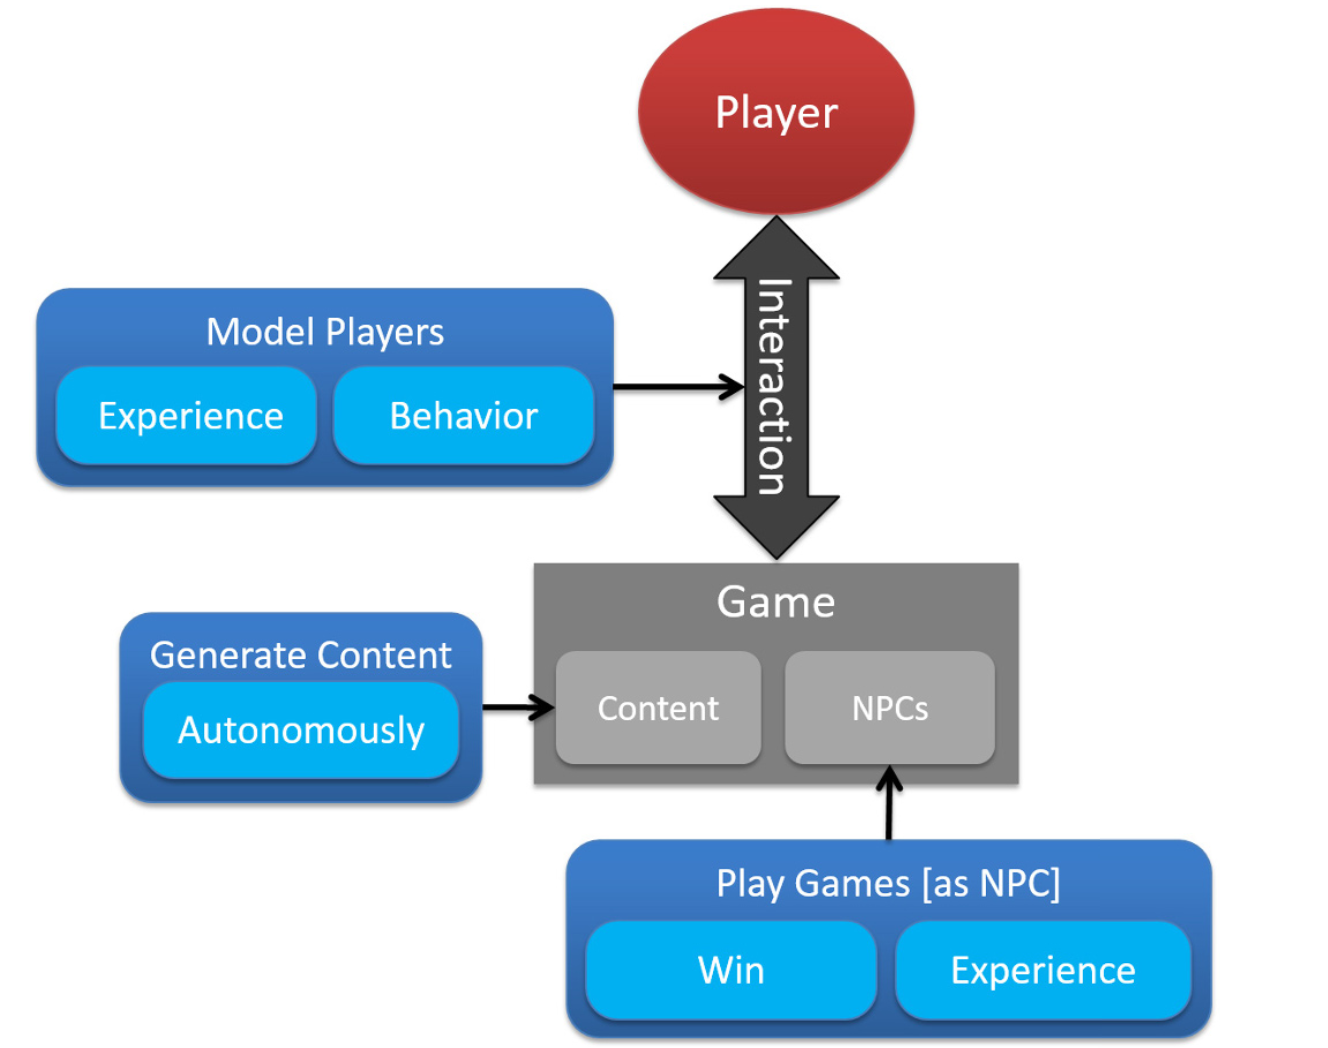 Player
Interaction
Model Players
Experience
Behavior
Game
Content
NPCs
Generate Content
Autonomously
Play Games [as NPC]
Win
Experience